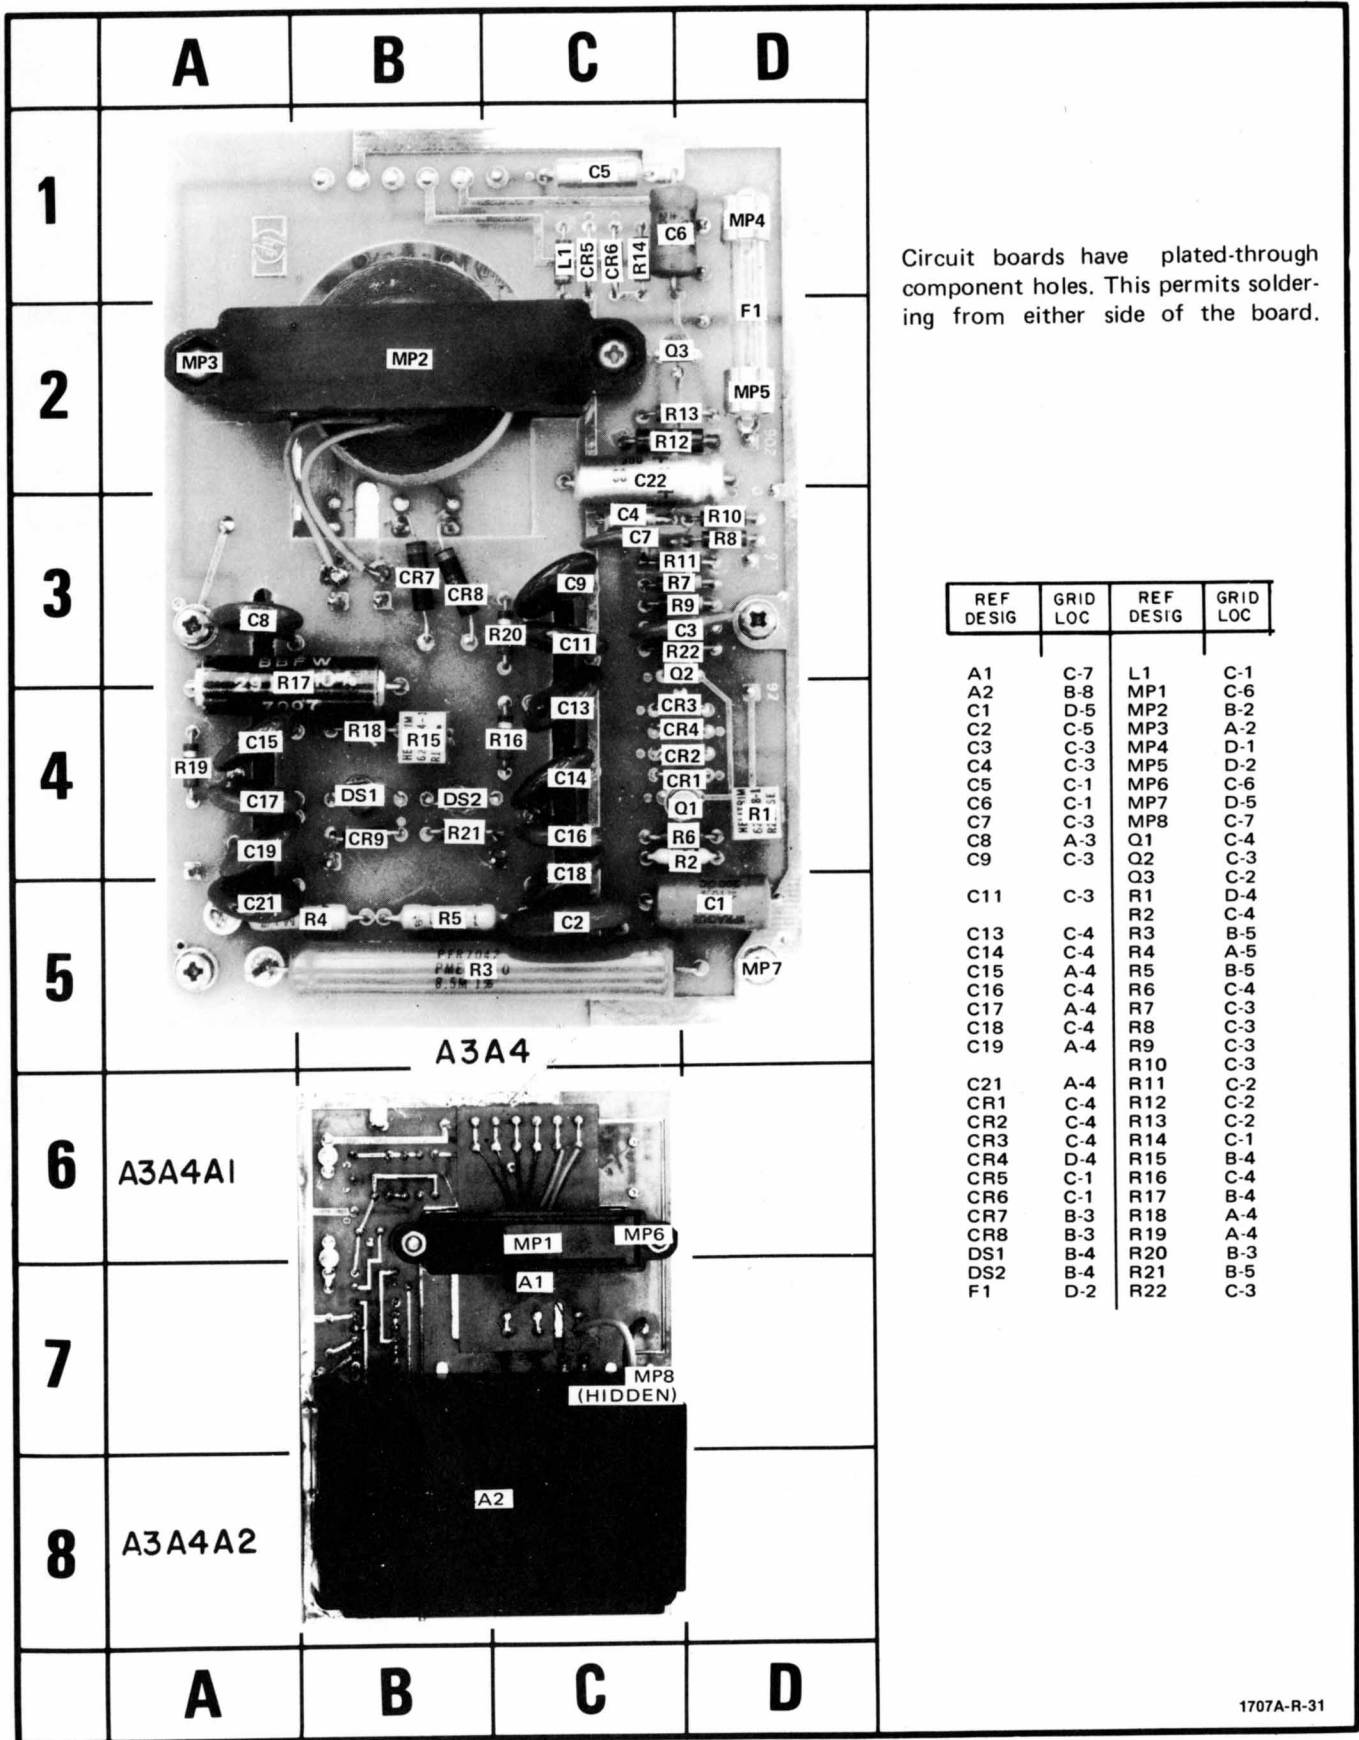 A B C D
1
C5
MP4
C6
L1
CR5
CR6
R14
F1
2
MP3
MP2
Q3
MP5
R13
R12
C22
3
C4
R10
C7
R8
R11
CR7
CR8
C9
R7
R9
C8
R20
C11
C3
R22
R17
Q2
4
C13
CR3
R18
R15
R16
CR4
C15
CR2
R19
C14
CR1
C17
DS1
DS2
Q1
R1
CR9
R21
C16
R6
C19
R2
C18
5
C21
R4
R5
C2
C1
SPRAGUE
R3
8.5M 1%
MP7
A3A4
6
A3A4A1
MP1
MP6
A1
7
MP8
(HIDDEN)
A2
8
A3A4A2
A B C D
Circuit boards have plated-through
component holes. This permits solder-
ing from either side of the board.
REF DESIG GRID LOC REF DESIG GRID LOC
A1 C-7 L1 C-1
A2 B-8 MP1 C-6
C1 D-5 MP2 B-2
C2 C-5 MP3 A-2
C3 C-3 MP4 D-1
C4 C-3 MP5 D-2
C5 C-1 MP6 C-6
C6 C-1 MP7 D-5
C7 C-3 MP8 C-7
C8 A-3 Q1 C-4
C9 C-3 Q2 C-3
Q3 C-2
C11 C-3 R1 D-4
R2 C-4
C13 C-4 R3 B-5
C14 C-4 R4 A-5
C15 A-4 R5 B-5
C16 C-4 R6 C-4
C17 A-4 R7 C-3
C18 C-4 R8 C-3
C19 A-4 R9 C-3
R10 C-3
C21 A-4 R11 C-2
CR1 C-4 R12 C-2
CR2 C-4 R13 C-2
CR3 C-4 R14 C-1
CR4 D-4 R15 B-4
CR5 C-1 R16 C-4
CR6 C-1 R17 B-4
CR7 B-3 R18 A-4
CR8 B-3 R19 A-4
DS1 B-4 R20 B-3
DS2 B-4 R21 B-5
F1 D-2 R22 C-3
1707A-R-31